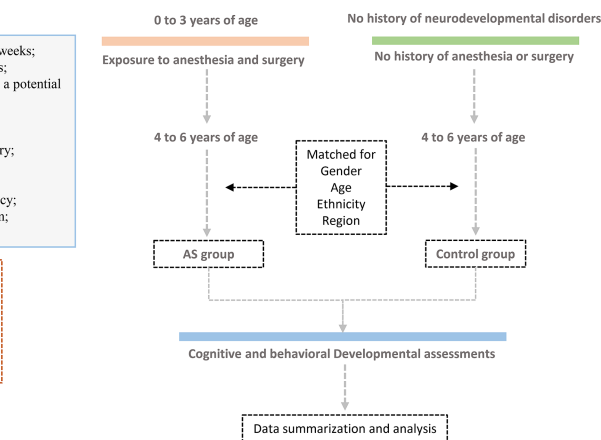 weeks;
s;
a potential
ry;
cy;
n;
0 to 3 years of age
Exposure to anesthesia and surgery
4 to 6 years of age
AS group
No history of neurodevelopmental disorders
No history of anesthesia or surgery
4 to 6 years of age
Control group
Matched for
Gender
Age
Ethnicity
Region
Cognitive and behavioral Developmental assessments
Data summarization and analysis